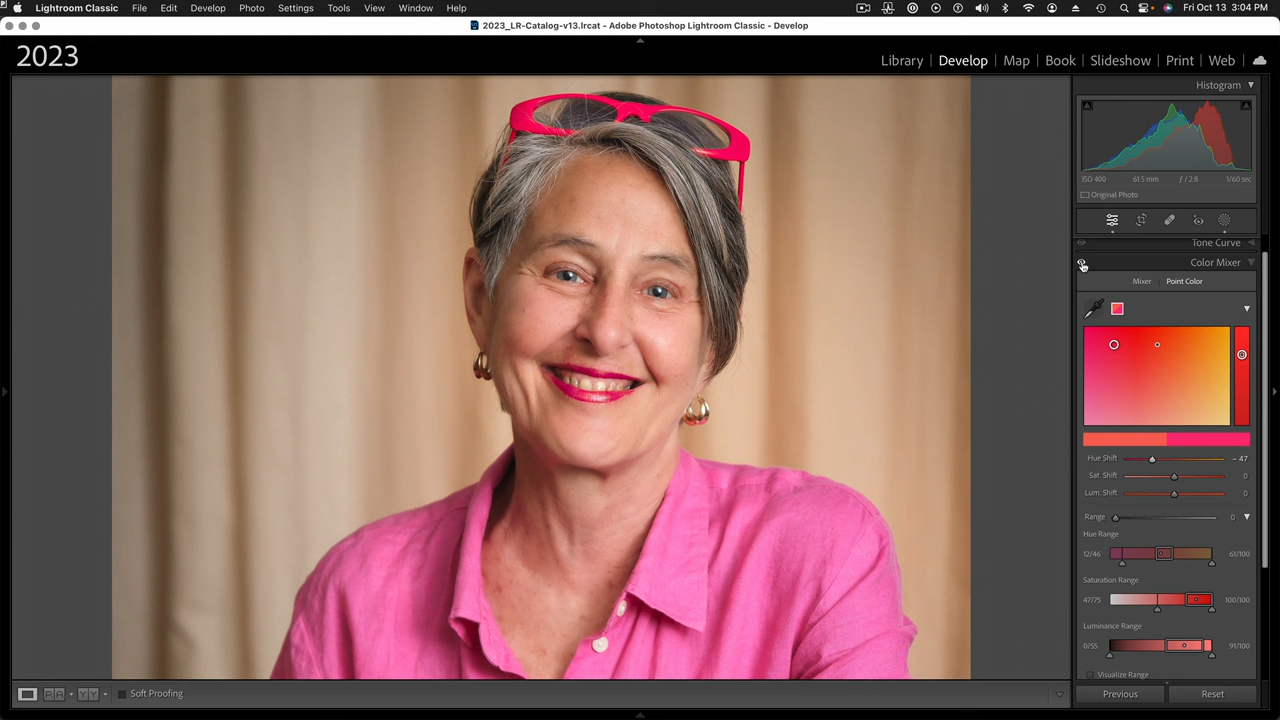 Lightroom Classic File Edit Develop Photo Settings Tools View Window Help Fri Oct 13 3:04 PM
2023_LR-Catalog-v13.lrcat - Adobe Photoshop Lightroom Classic - Develop
2023
Library | Develop | Map | Book | Slideshow | Print | Web
Histogram
ISO 400 61.5 mm ƒ / 2.8 1/60 sec
Original Photo
Tone Curve
Color Mixer
Mixer Point Color
Hue Shift - 47
Sat. Shift 0
Lum. Shift 0
Range 0
Hue Range
12/46 61/100
Saturation Range
47/75 100/100
Luminance Range
0/55 91/100
Visualize Range
Soft Proofing
Previous Reset